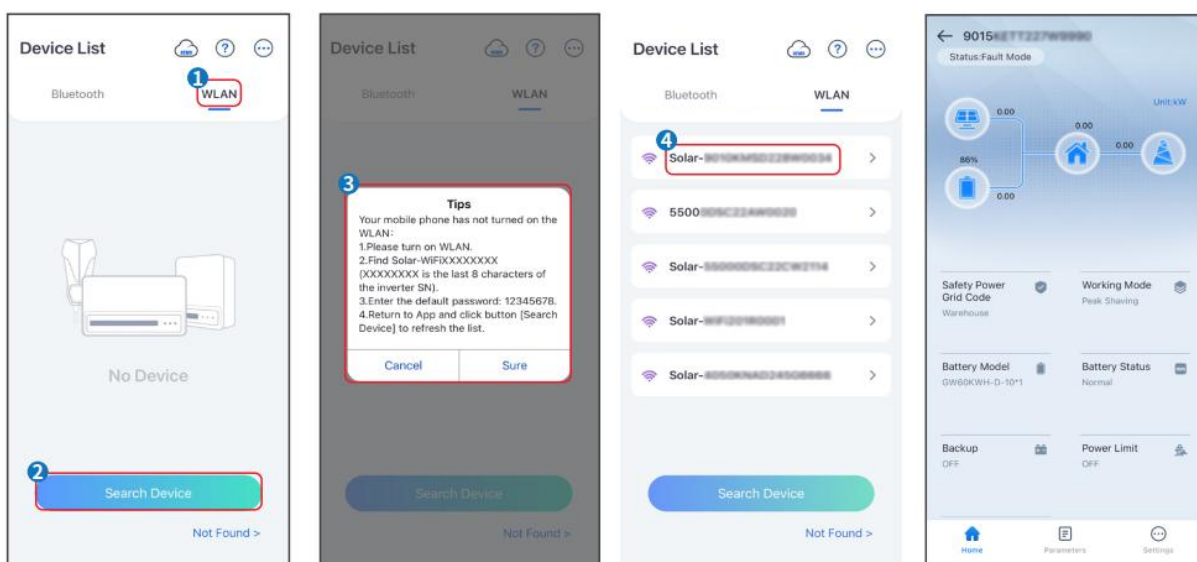 Device List
?
1
Bluetooth
WLAN
No Device
2
Search Device
Not Found >
Device List
?
Bluetooth
WLAN
3
Tips
Your mobile phone has not turned on the
WLAN:
1.Please turn on WLAN.
2.Find Solar-WiFiXXXXXXXX
(XXXXXXXX is the last 8 characters of
the inverter SN).
3.Enter the default password: 12345678.
4.Return to App and click button [Search
Device] to refresh the list.
Cancel
Sure
Search Device
Not Found >
Device List
?
Bluetooth
WLAN
4
Solar-
5500
Solar-
Solar-
Solar-
Search Device
Not Found >
9015
Status:Fault Mode
Unit:kW
0.00
0.00
0.00
86%
0.00
Safety Power
Grid Code
Warehouse
Working Mode
Peak Shaving
Battery Model
GW60KWH-D-10*1
Battery Status
Normal
Backup
OFF
Power Limit
OFF
Home
Parameters
Settings